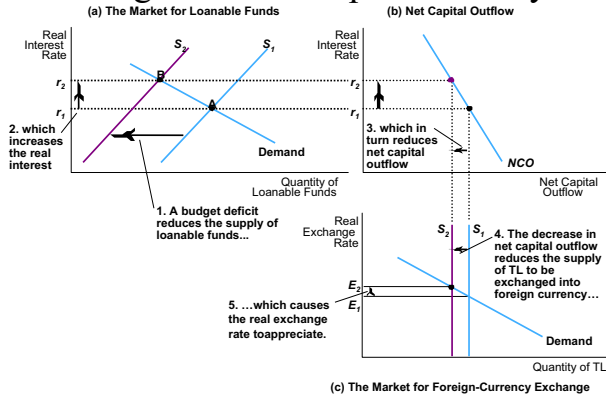 (a) The Market for Loanable Funds
Real
Interest
Rate
S2
S1
B
A
r2
r1
2. which
increases
the real
interest
Demand
Quantity of
Loanable Funds
1. A budget deficit
reduces the supply of
loanable funds...
(b) Net Capital Outflow
Real
Interest
Rate
r2
r1
3. which in
turn reduces
net capital
outflow
NCO
Net Capital
Outflow
Real
Exchange
Rate
S2
S1
4. The decrease in
net capital outflow
reduces the supply
of TL to be
exchanged into
foreign currency…
E2
E1
5. …which causes
the real exchange
rate toappreciate.
Demand
Quantity of TL
(c) The Market for Foreign-Currency Exchange